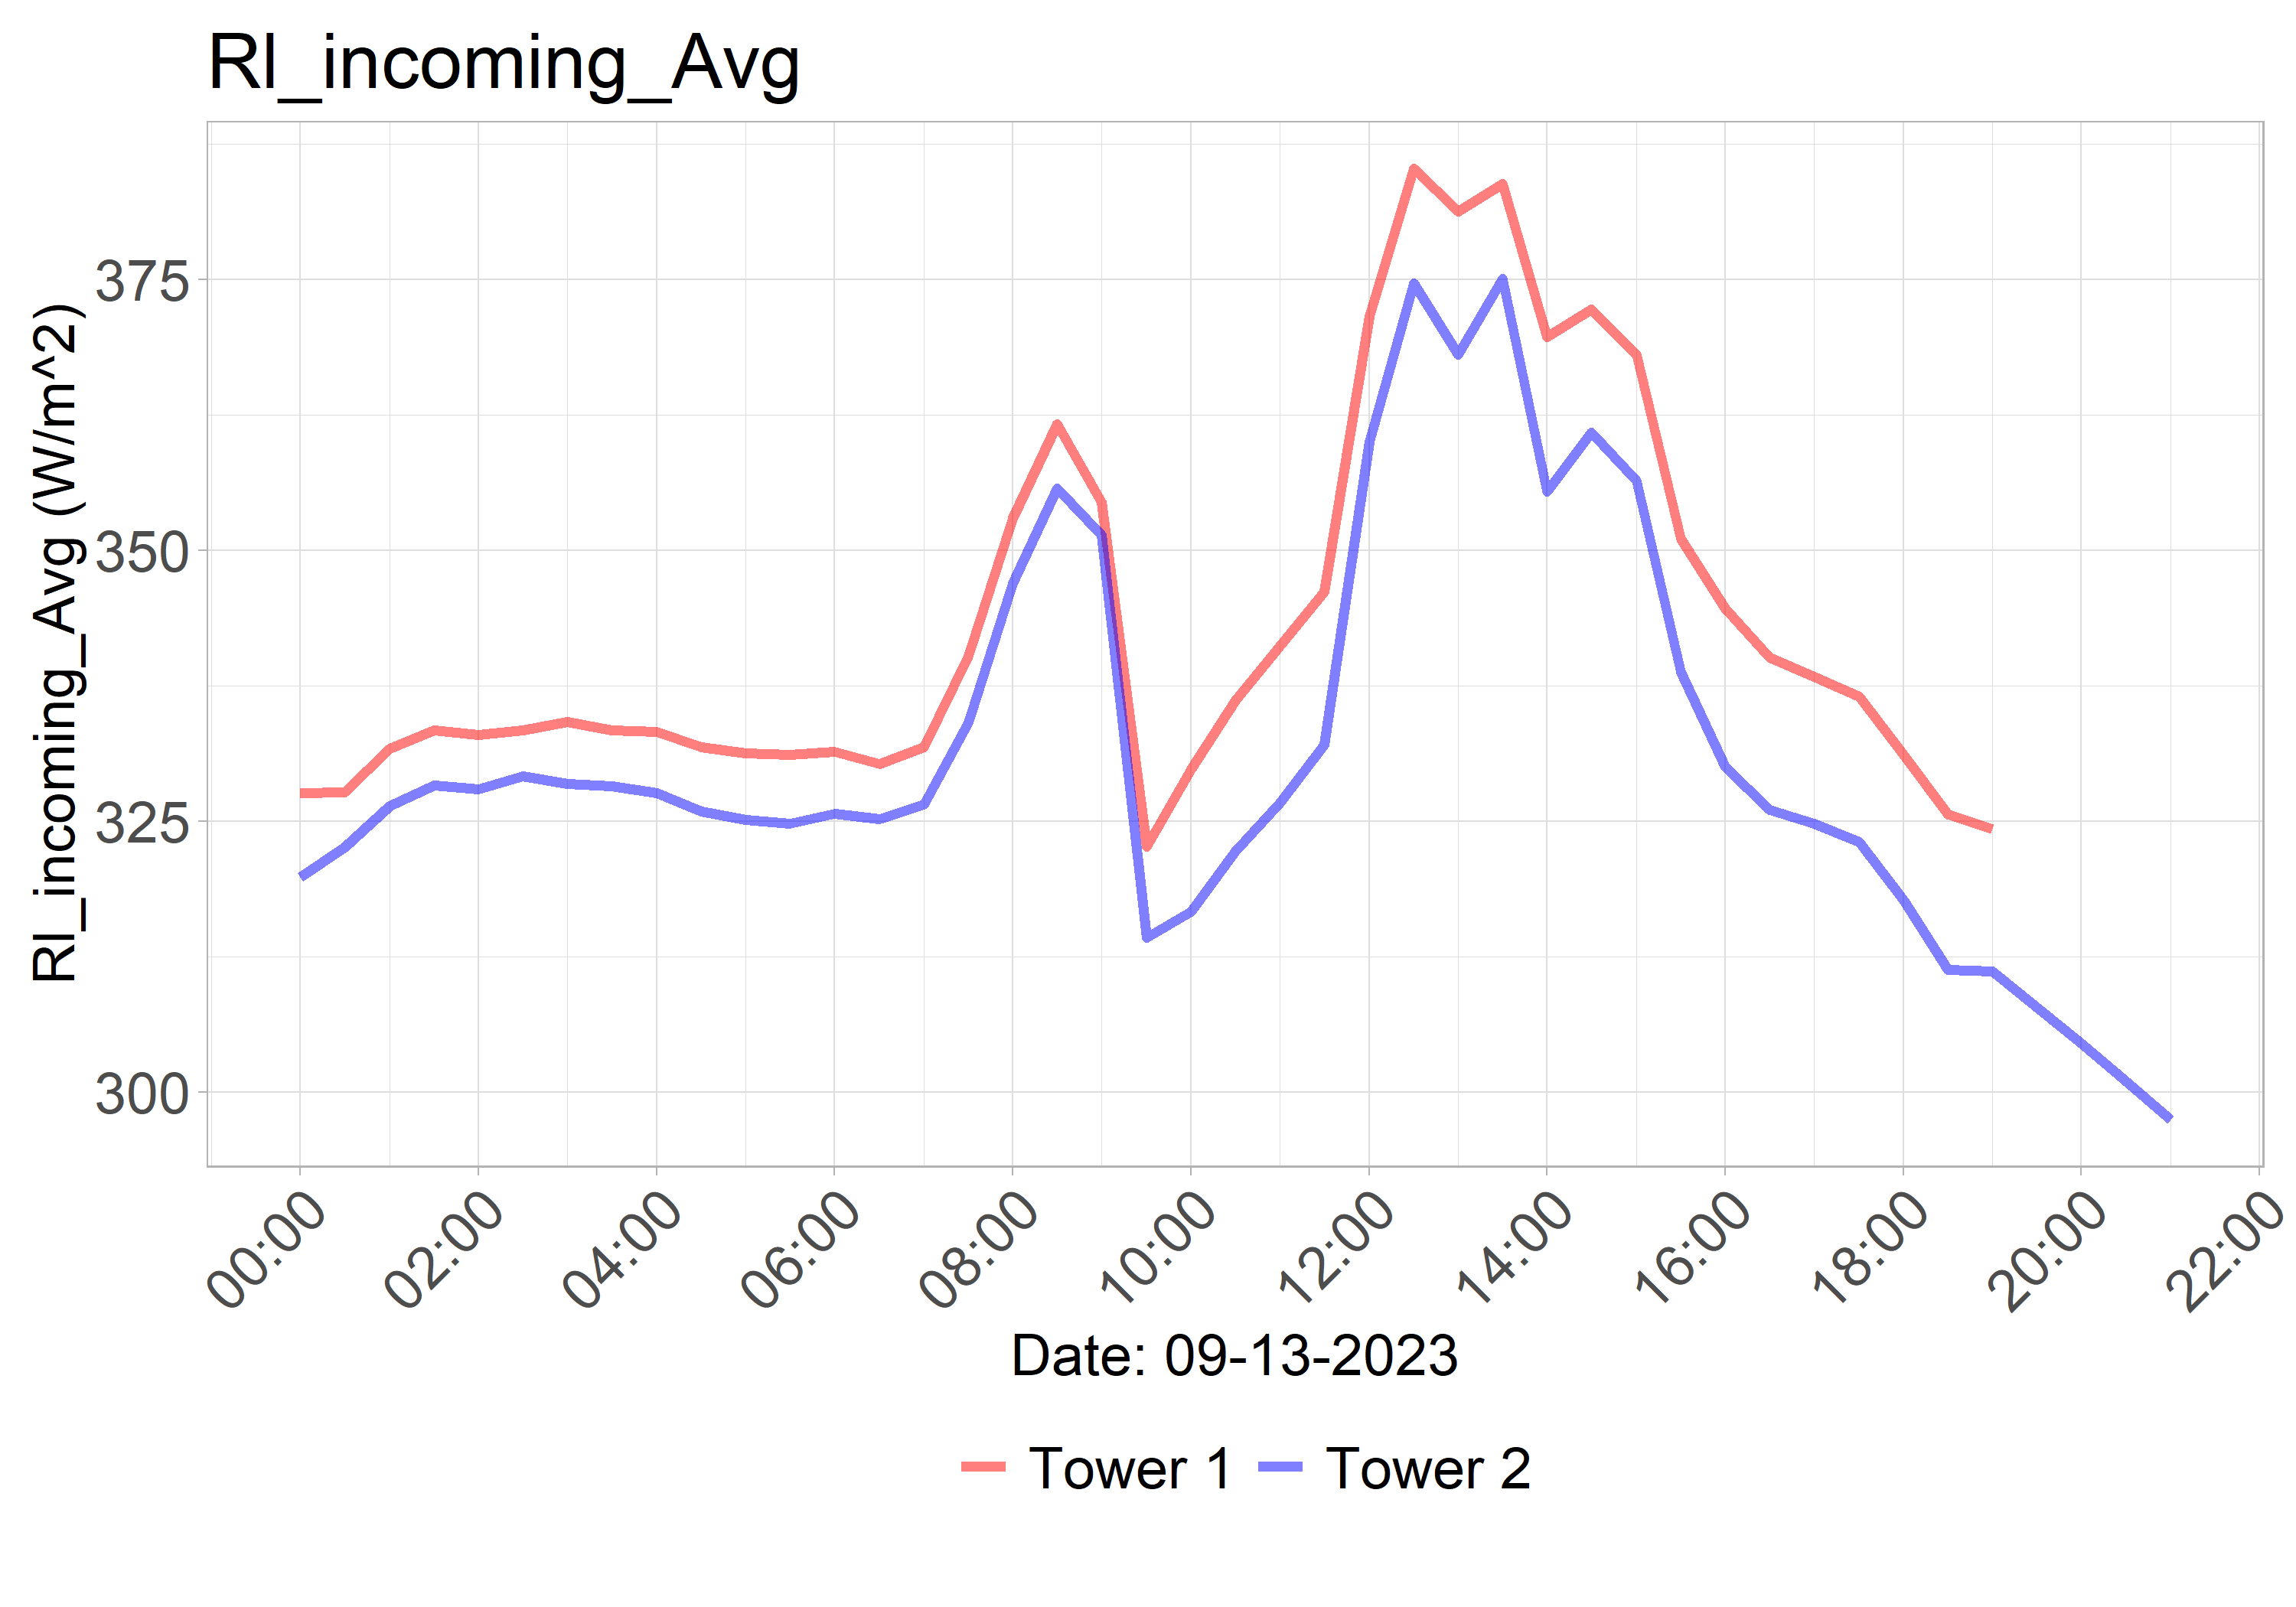 Rl_incoming_Avg
Rl_incoming_Avg (W/m^2)
375
350
325
300
00:00 02:00 04:00 06:00 08:00 10:00 12:00 14:00 16:00 18:00 20:00 22:00
Date: 09-13-2023
Tower 1 Tower 2